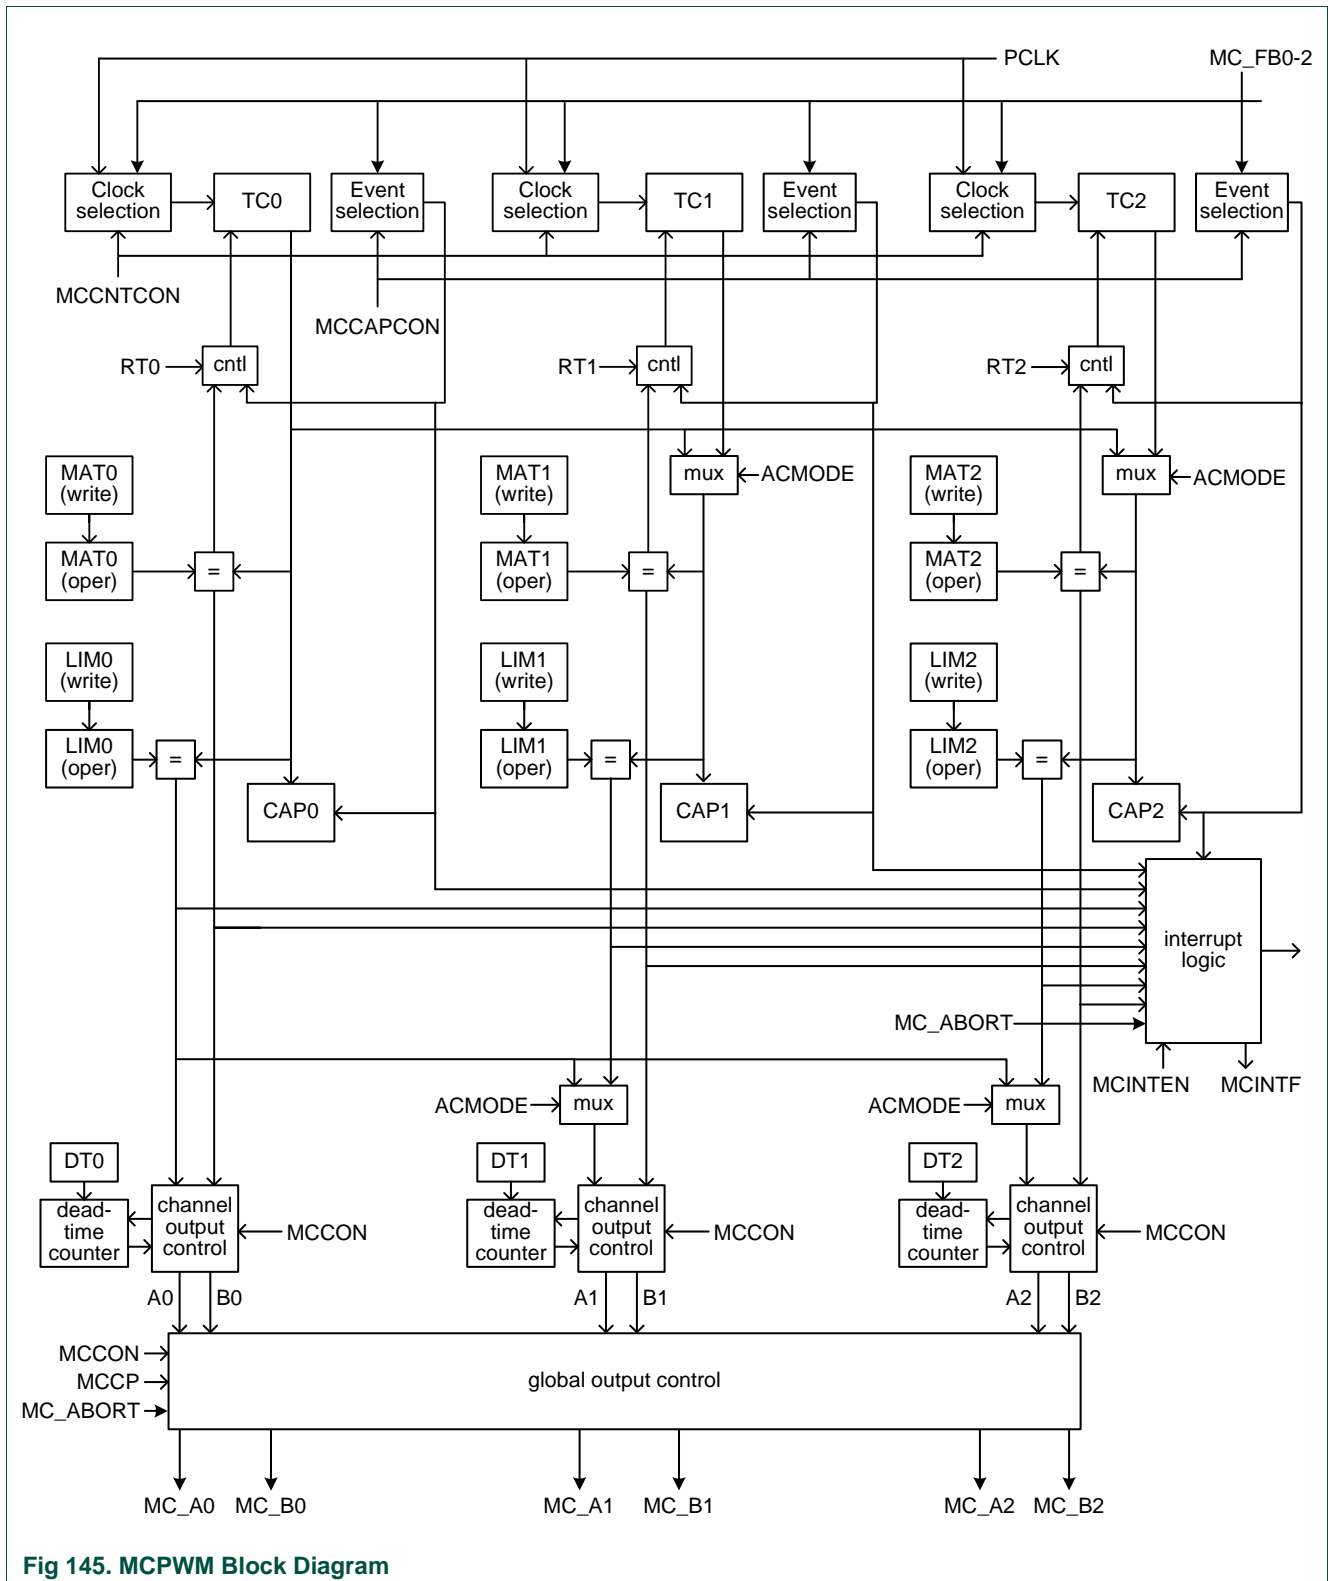 PCLK
MC_FB0-2
Clock
selection
TC0
Event
selection
Clock
selection
TC1
Event
selection
Clock
selection
TC2
Event
selection
MCCNTCON
MCCAPCON
RT0
cntl
RT1
cntl
RT2
cntl
MAT0
(write)
MAT1
(write)
mux
ACMODE
MAT2
(write)
mux
ACMODE
MAT0
(oper)
=
MAT1
(oper)
=
MAT2
(oper)
=
LIM0
(write)
LIM1
(write)
LIM2
(write)
LIM0
(oper)
=
LIM1
(oper)
=
LIM2
(oper)
=
CAP0
CAP1
CAP2
interrupt
logic
MC_ABORT
MCINTEN
MCINTF
ACMODE
mux
ACMODE
mux
DT0
DT1
DT2
dead-
time
counter
channel
output
control
MCCON
dead-
time
counter
channel
output
control
MCCON
dead-
time
counter
channel
output
control
MCCON
A0
B0
A1
B1
A2
B2
MCCON
MCCP
MC_ABORT
global output control
MC_A0
MC_B0
MC_A1
MC_B1
MC_A2
MC_B2
Fig 145. MCPWM Block Diagram